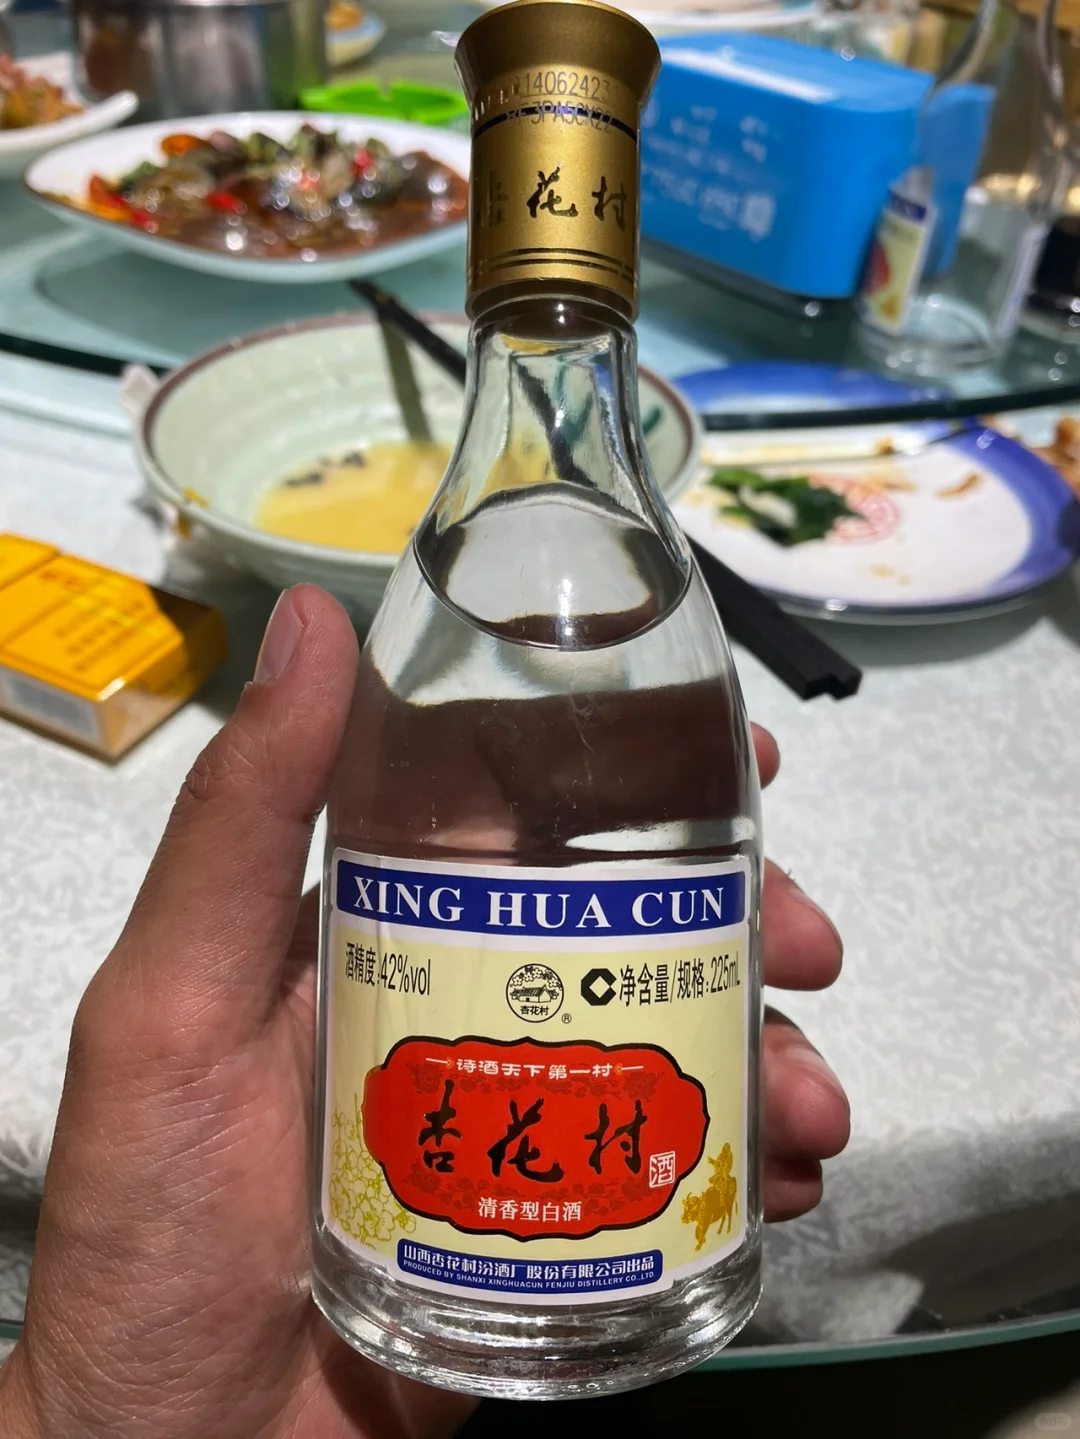 杏花村
XING HUA CUN
酒精度:42%vol
杏花村
®
净含量/规格:225mL
诗酒天下第一村
杏花村
酒
清香型白酒
山西杏花村汾酒厂股份有限公司出品
PRODUCED BY SHANXI XINGHUACUN FENJIU DISTILLERY CO.,LTD.